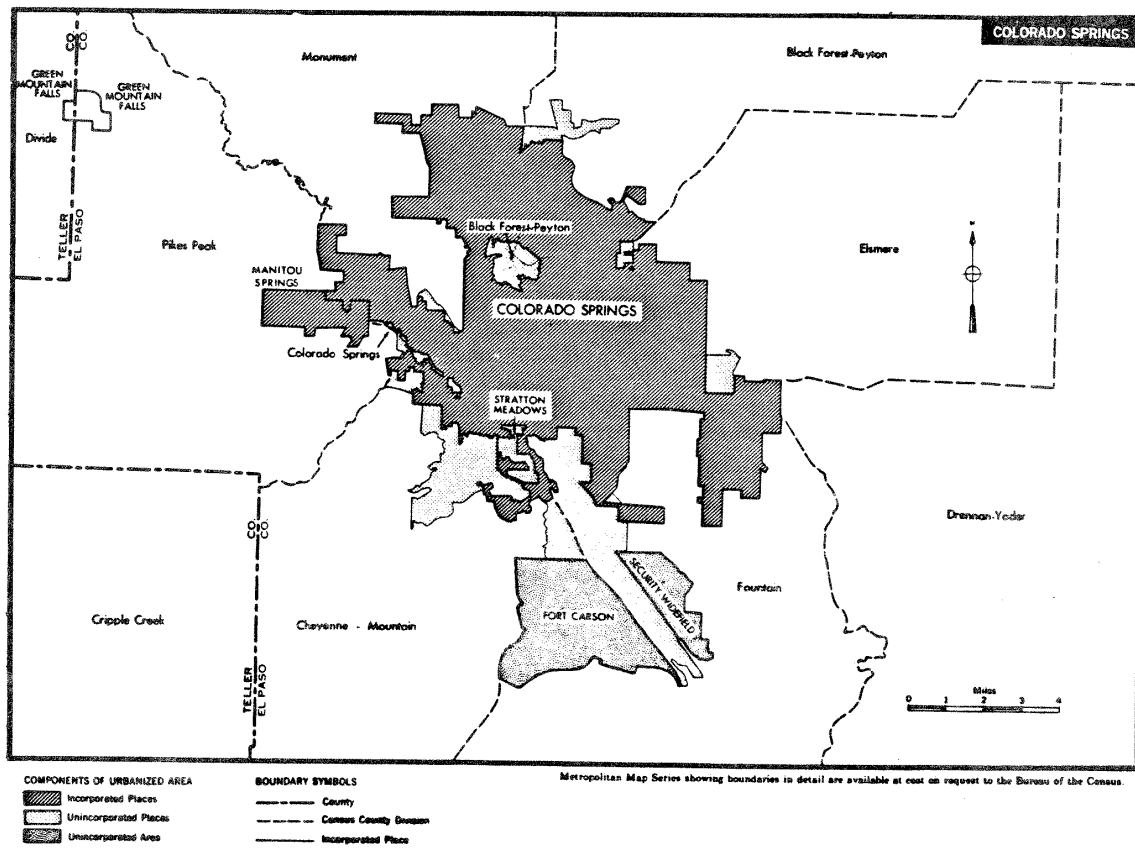 COLORADO SPRINGS
Monument
Black Forest-Peyton
CO
CO
GREEN
MOUNTAIN
FALLS
GREEN
MOUNTAIN
FALLS
Divide
TELLER
EL PASO
Pikes Peak
Black Forest-Peyton
Elsmere
MANITOU
SPRINGS
COLORADO SPRINGS
Colorado Springs
STRATTON
MEADOWS
CO
CO
Drennan-Yoder
SECURITY-WIDEFIELD
Fountain
FORT CARSON
Cripple Creek
Cheyenne - Mountain
TELLER
EL PASO
Miles
0 1 2 3 4
Metropolitan Map Series showing boundaries in detail are available at cost on request to the Bureau of the Census.
COMPONENTS OF URBANIZED AREA
Incorporated Places
Unincorporated Places
Unincorporated Area
BOUNDARY SYMBOLS
County
Census County Division
Incorporated Place